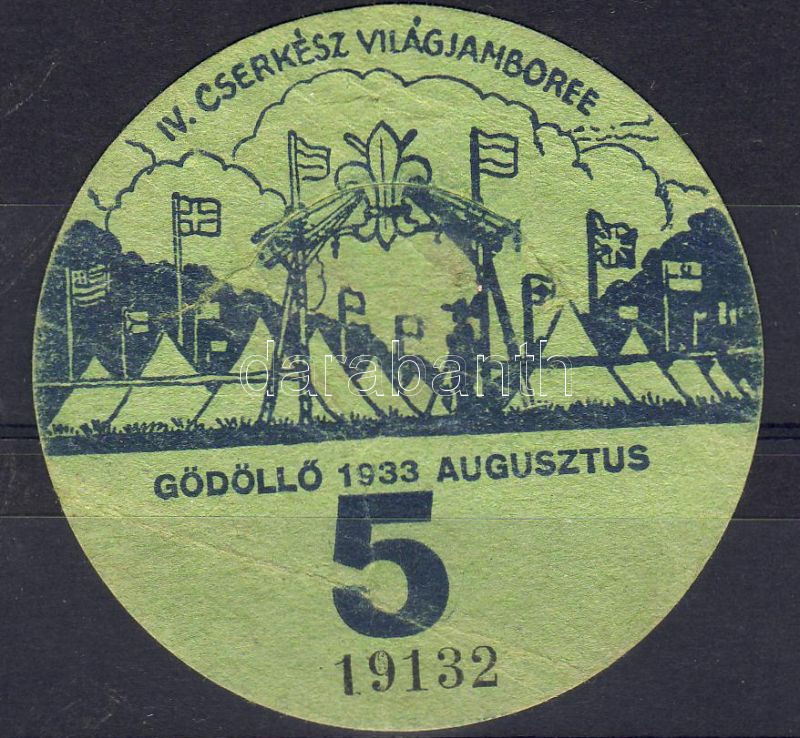 IV. CSERKÉSZ VILÁGJAMBOREE
darabanth
GÖDÖLLŐ 1933 AUGUSZTUS
5
19132